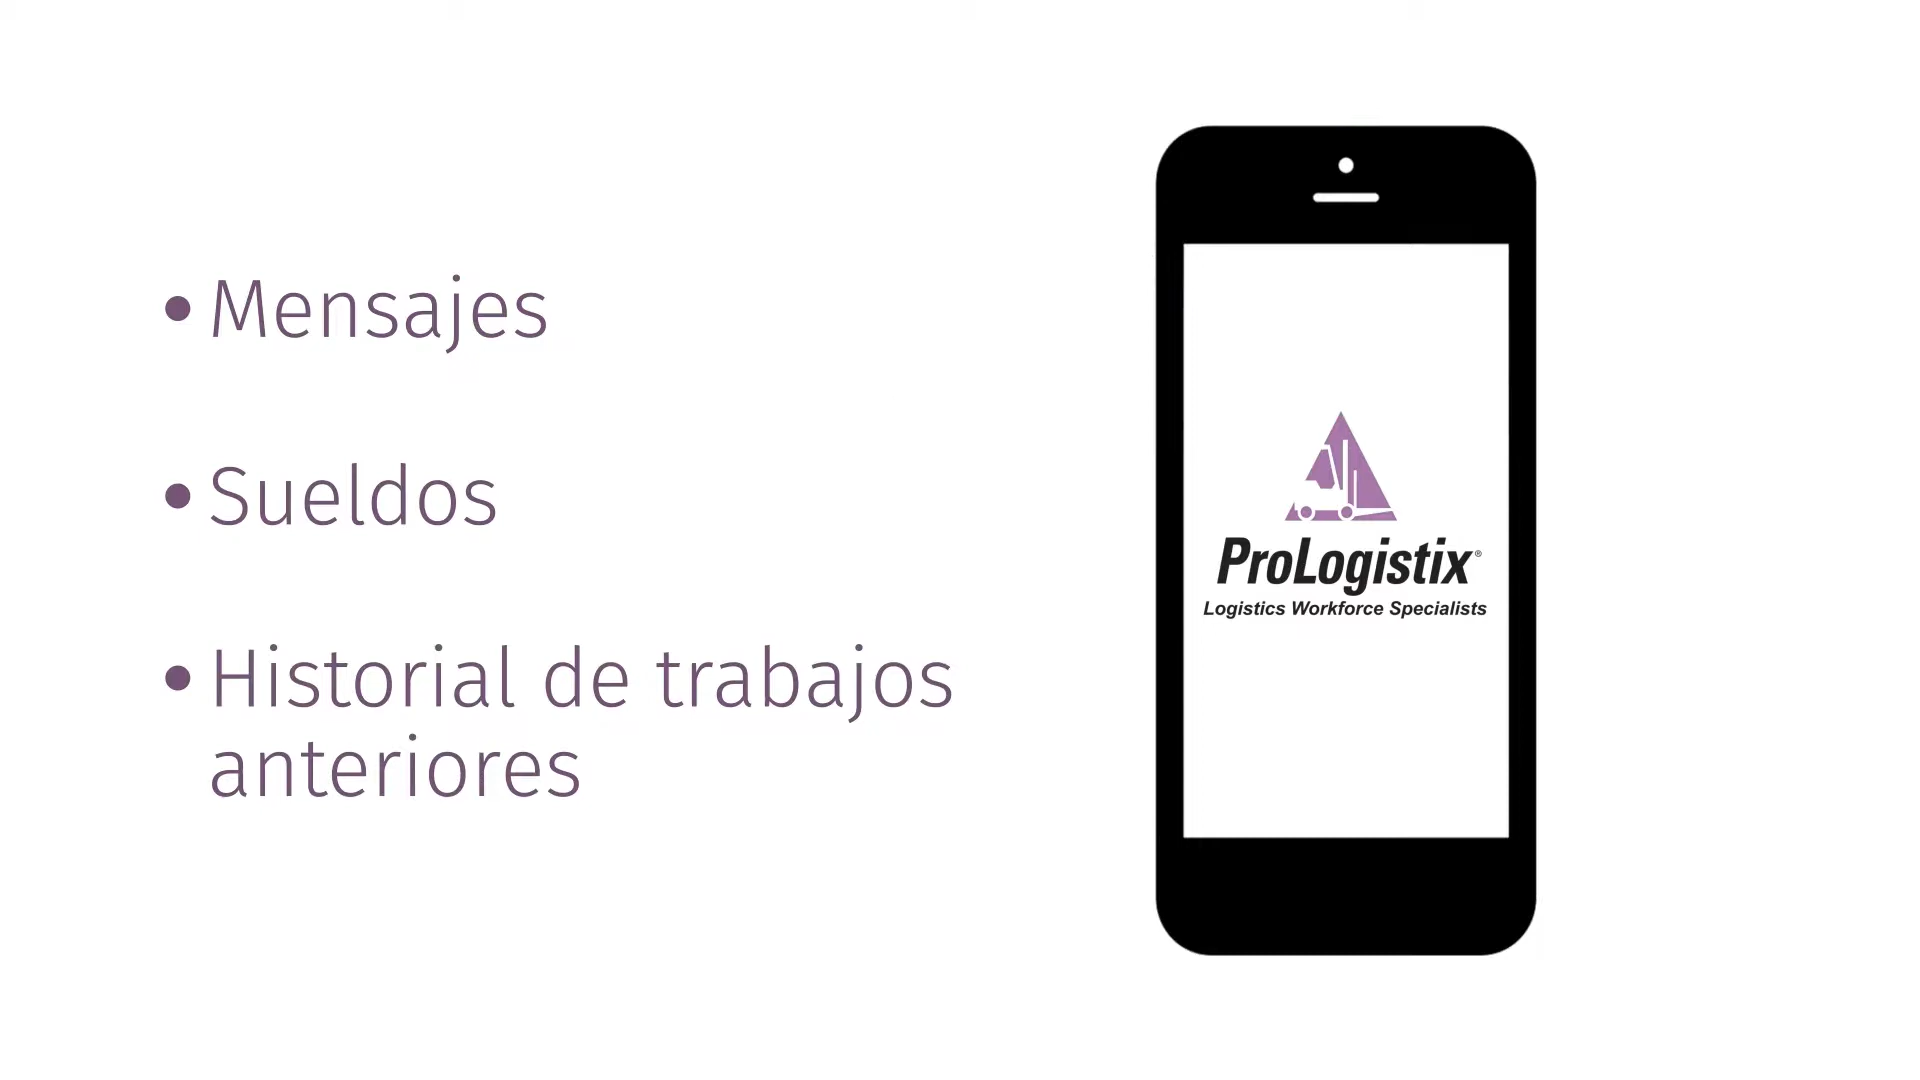 • Mensajes
• Sueldos
• Historial de trabajos
anteriores
ProLogistix®
Logistics Workforce Specialists